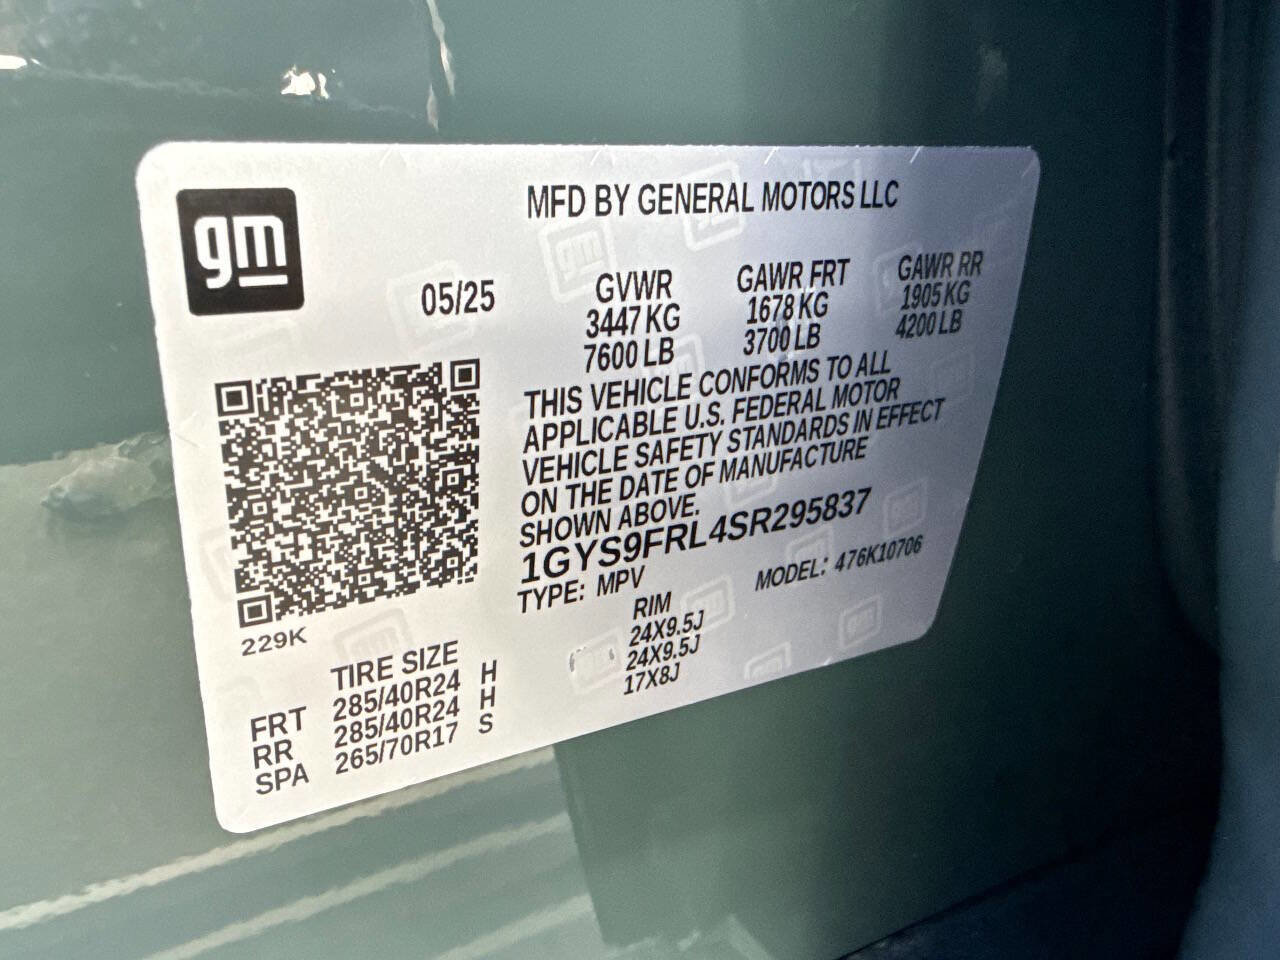 gm
MFD BY GENERAL MOTORS LLC
05/25
GVWR GAWR FRT GAWR RR
3447 KG 1678 KG 1905 KG
7600 LB 3700 LB 4200 LB
THIS VEHICLE CONFORMS TO ALL
APPLICABLE U.S. FEDERAL MOTOR
VEHICLE SAFETY STANDARDS IN EFFECT
ON THE DATE OF MANUFACTURE
SHOWN ABOVE.
1GYS9FRL4SR295837
TYPE: MPV MODEL: 476K10706
229K
TIRE SIZE RIM
FRT 285/40R24 H 24X9.5J
RR 285/40R24 H 24X9.5J
SPA 265/70R17 S 17X8J